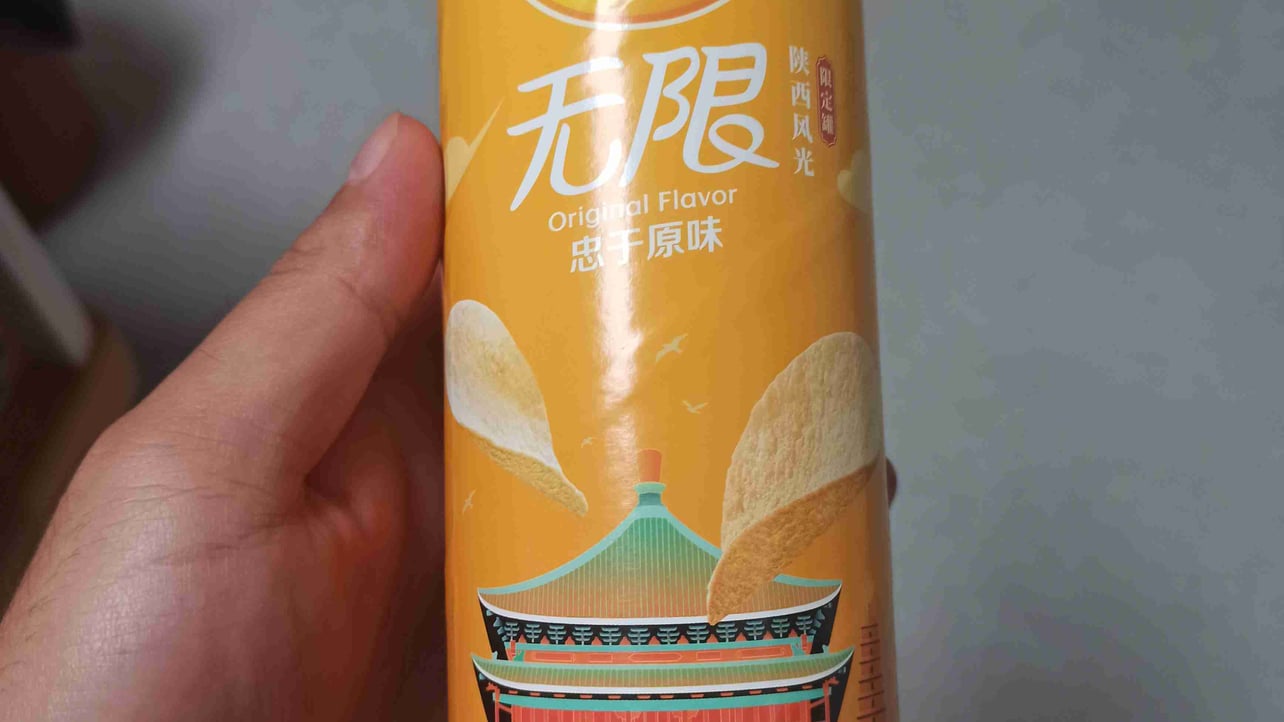 无限
陕西风光
限定罐
Original Flavor
忠于原味